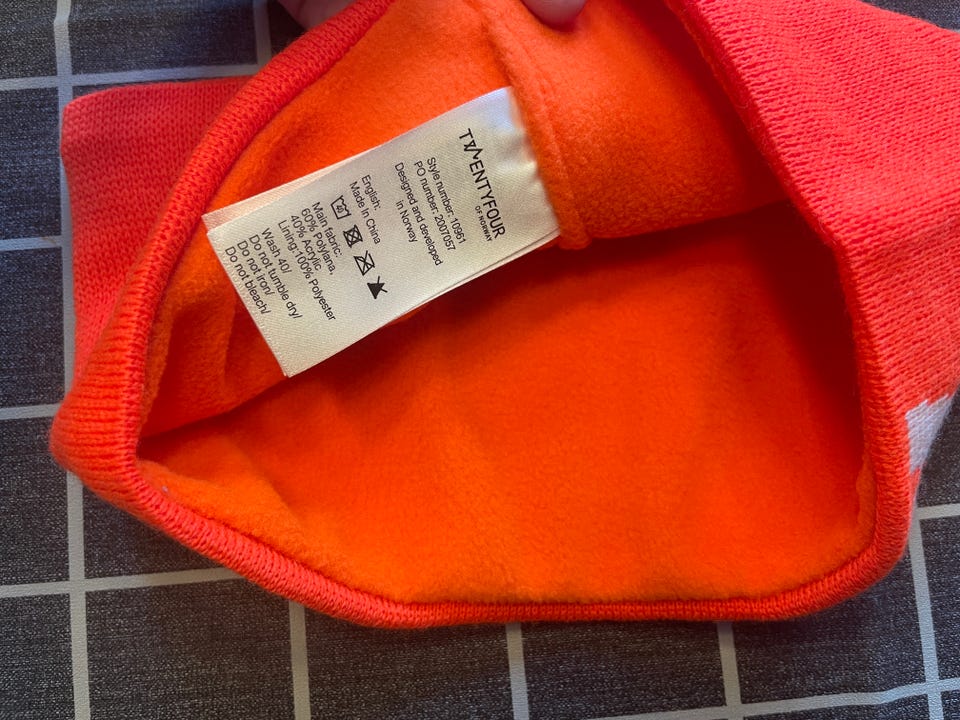 TWENTYFOUR
OF NORWAY
Style number: 10961
PO number: 2007057
Designed and developed
in Norway
English:
Made in China
40
Main fabric:
60% Polylana,
40% Acrylic
Lining:100% Polyester
Wash 40/
Do not tumble dry/
Do not iron/
Do not bleach/